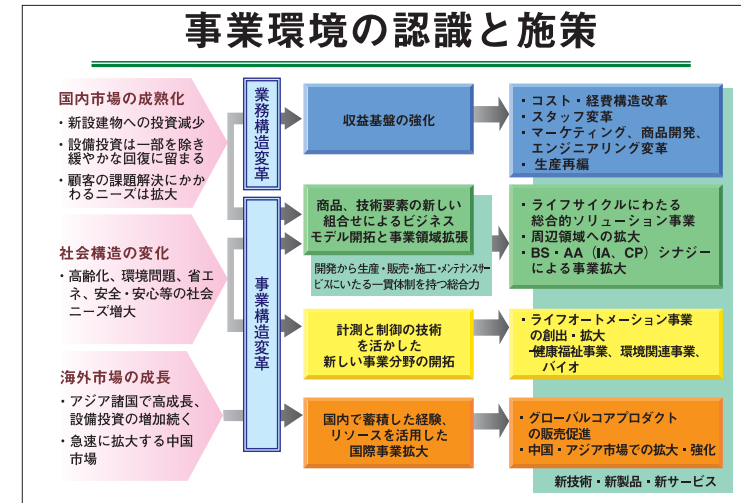 事業環境の認識と施策
国内市場の成熟化
・新設建物への投資減少
・設備投資は一部を除き
緩やかな回復に留まる
・顧客の課題解決にかか
わるニーズは拡大
社会構造の変化
・高齢化、環境問題、省エ
ネ、安全・安心等の社会
ニーズ増大
海外市場の成長
・アジア諸国で高成長、
設備投資の増加続く
・急速に拡大する中国
市場
業務構造変革
事業構造変革
収益基盤の強化
商品、技術要素の新しい
組合せによるビジネス
モデル開拓と事業領域拡張
開発から生産・販売・施工・メンテナンスサー
ビスにいたる一貫体制を持つ総合力
計測と制御の技術
を活かした
新しい事業分野の開拓
国内で蓄積した経験、
リソースを活用した
国際事業拡大
・コスト・経費構造改革
・スタッフ変革
・マーケティング、商品開発、
エンジニアリング変革
・生産再編
・ライフサイクルにわたる
総合的ソリューション事業
・周辺領域への拡大
・BS・AA（IA、CP）シナジー
による事業拡大
・ライフオートメーション事業
の創出・拡大
-健康福祉事業、環境関連事業、
バイオ
・グローバルコアプロダクト
の販売促進
・中国・アジア市場での拡大・強化
新技術・新製品・新サービス